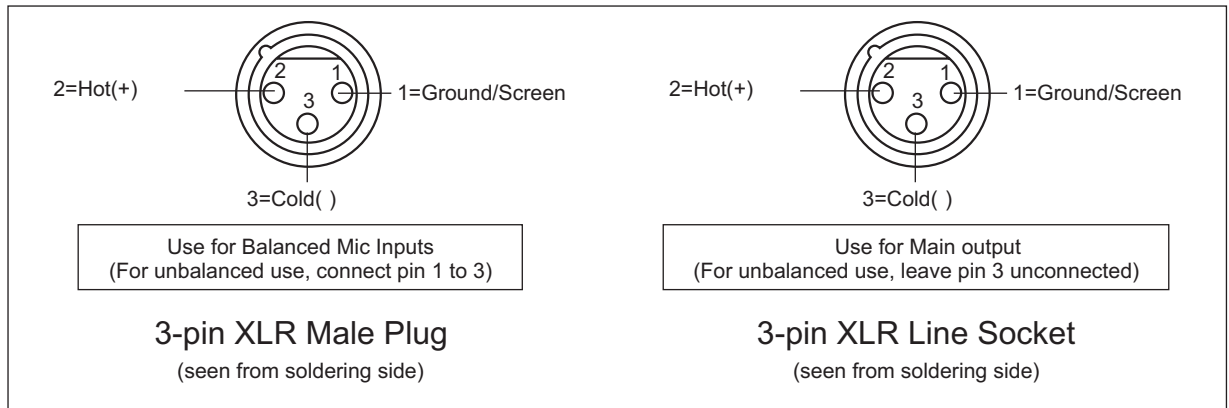 2 1
2=Hot(+) 1=Ground/Screen
3
3=Cold( )
Use for Balanced Mic Inputs
(For unbalanced use, connect pin 1 to 3)
3-pin XLR Male Plug
(seen from soldering side)
2 1
2=Hot(+) 1=Ground/Screen
3
3=Cold( )
Use for Main output
(For unbalanced use, leave pin 3 unconnected)
3-pin XLR Line Socket
(seen from soldering side)